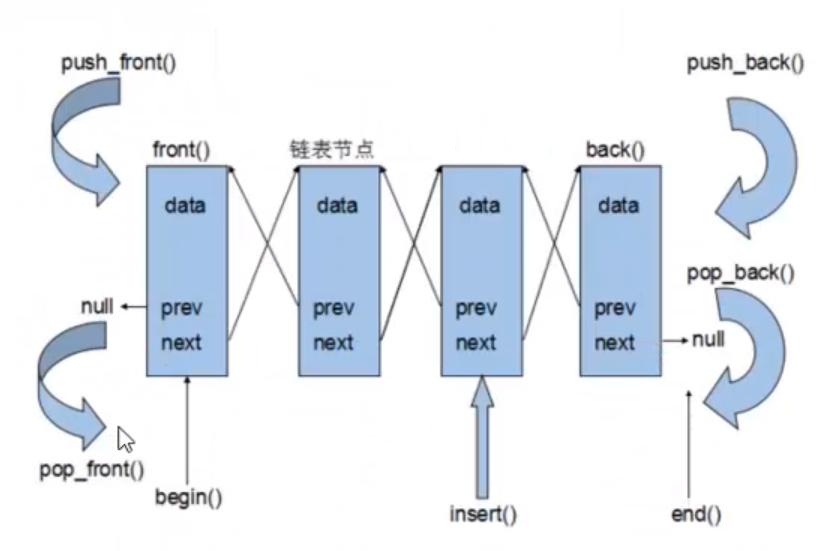 push_front()
push_back()
front()
链表节点
back()
data
data
data
data
pop_back()
null
prev
prev
prev
prev
next
next
next
next
null
pop_front()
begin()
insert()
end()